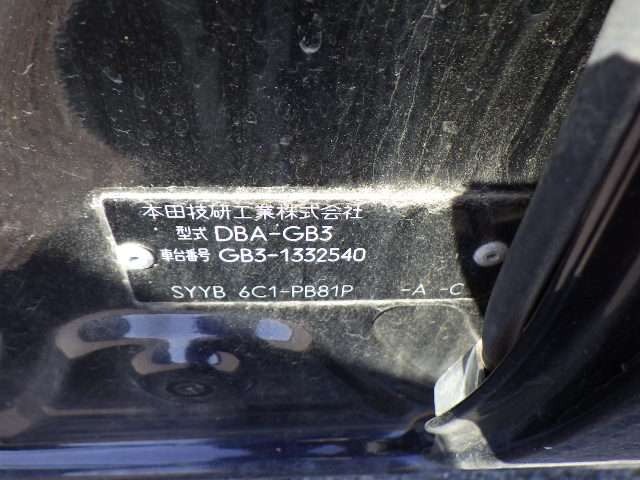 本田技研工業株式会社
型式 DBA-GB3
車台番号 GB3-1332540
SYYB 6C1-PB81P -A -C